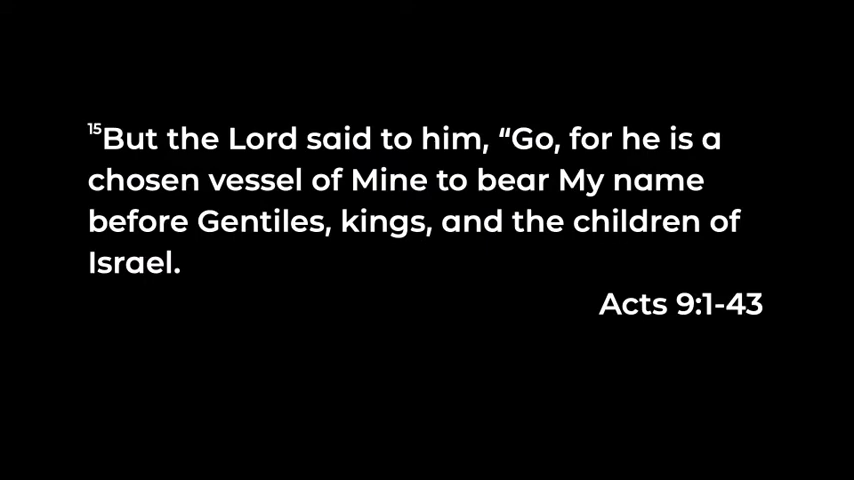 15But the Lord said to him, “Go, for he is a
chosen vessel of Mine to bear My name
before Gentiles, kings, and the children of
Israel.
Acts 9:1-43